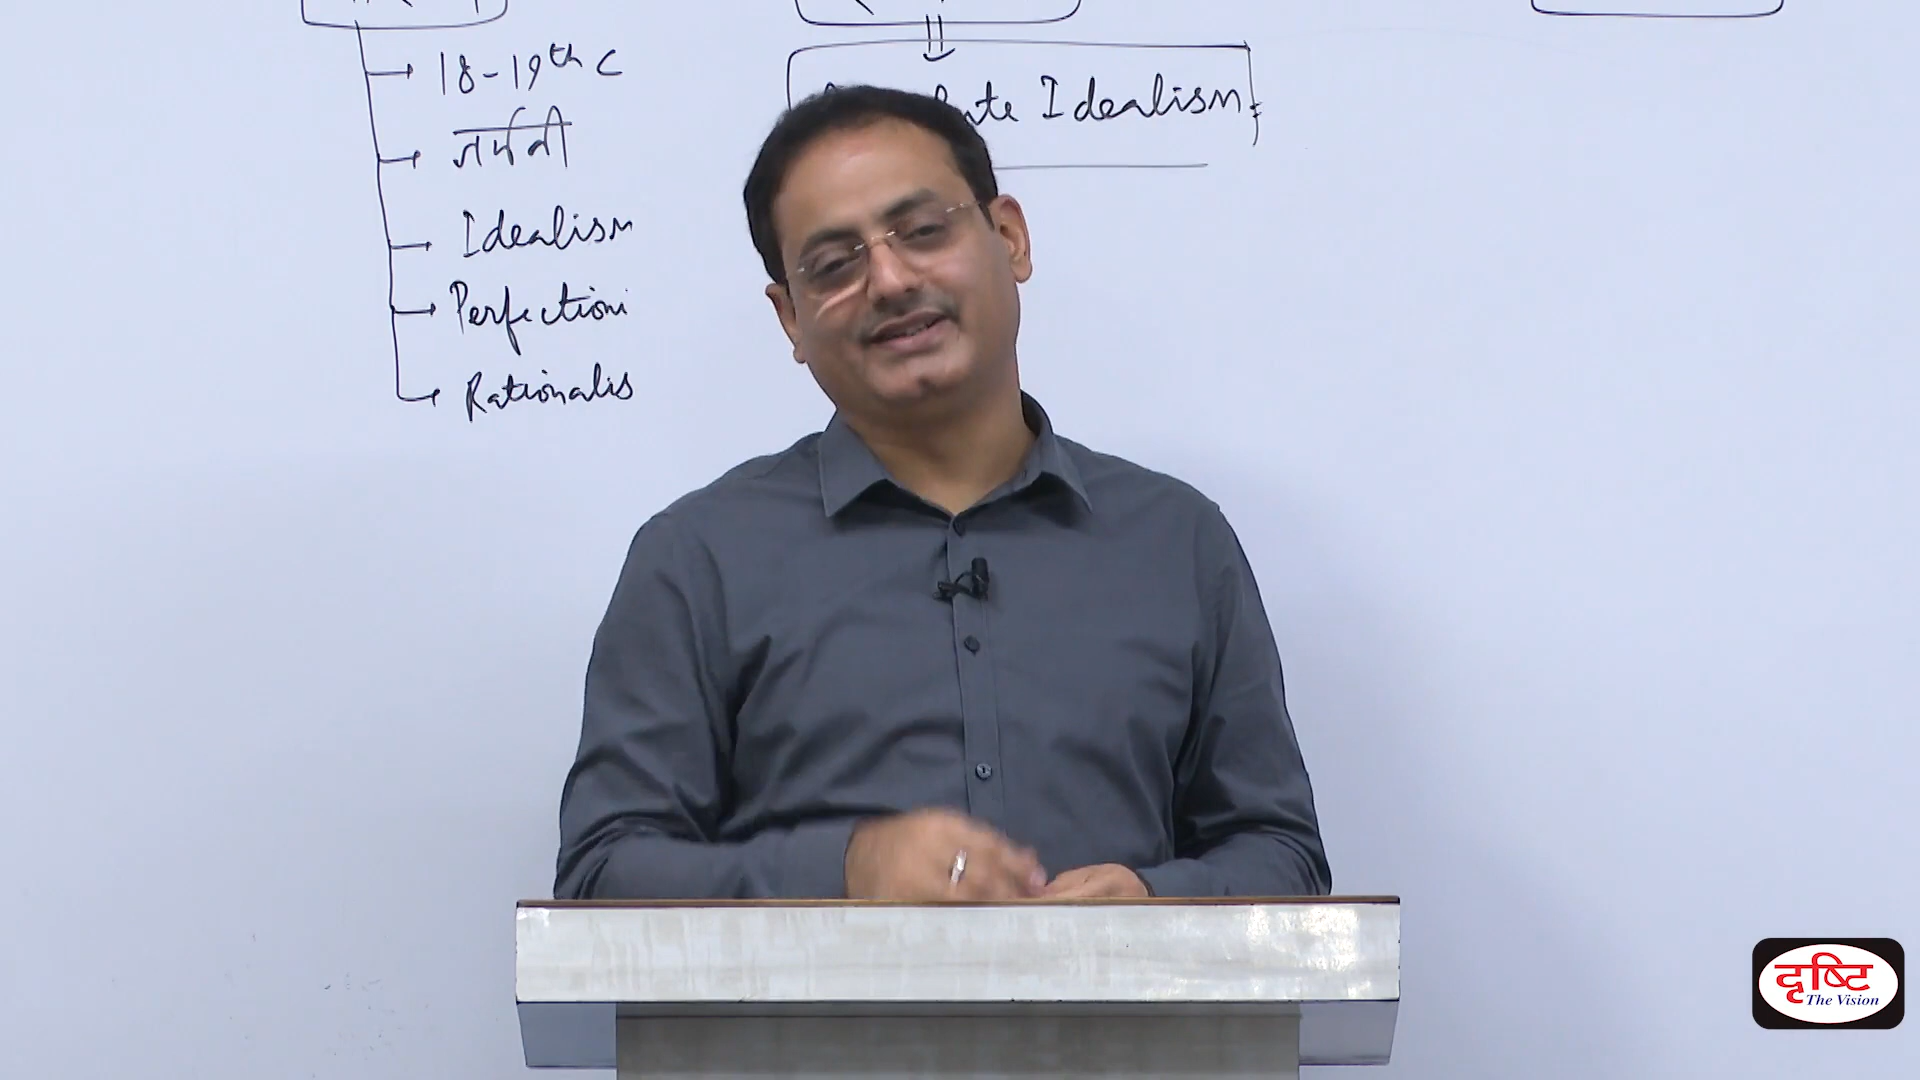 18-19th C
जर्मनी
Idealism
Perfectioni
Rationalis
Idealism
दृष्टि
The Vision